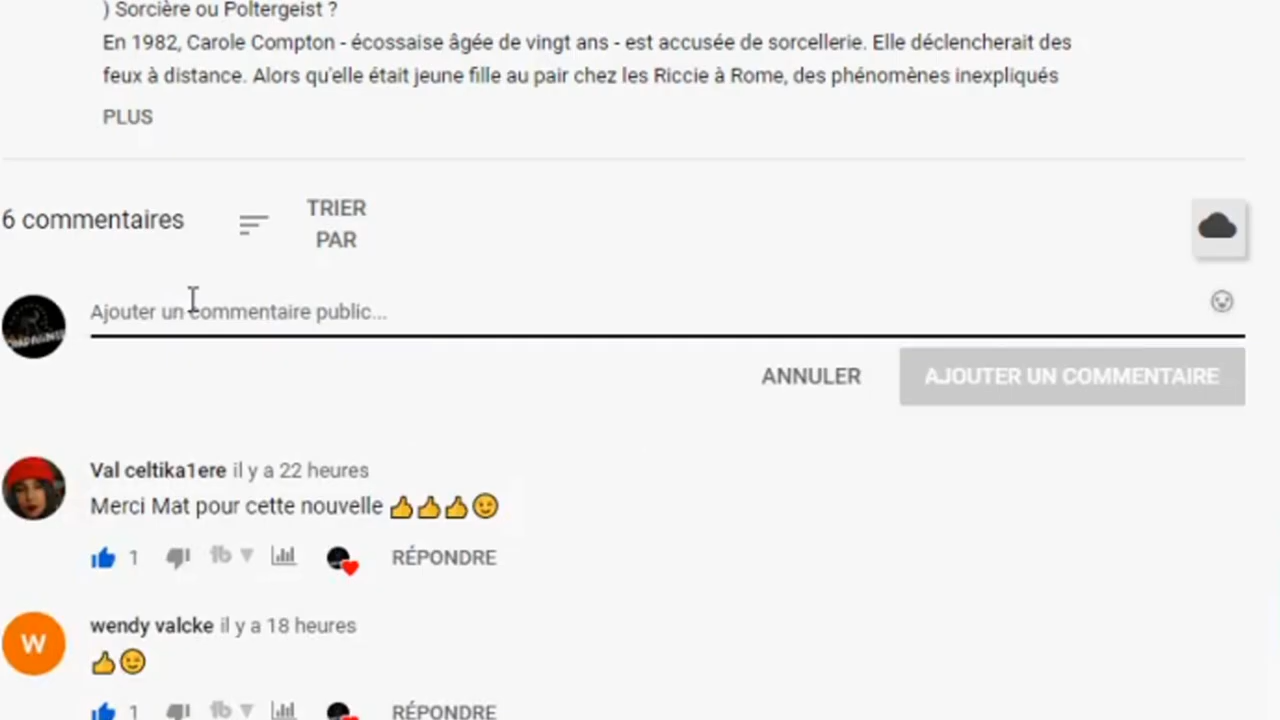 ) Sorcière ou Poltergeist ?
En 1982, Carole Compton - écossaise âgée de vingt ans - est accusée de sorcellerie. Elle déclencherait des
feux à distance. Alors qu'elle était jeune fille au pair chez les Riccie à Rome, des phénomènes inexpliqués
PLUS
6 commentaires
TRIER
PAR
Ajouter un commentaire public...
ANNULER
AJOUTER UN COMMENTAIRE
Val celtika1ere il y a 22 heures
Merci Mat pour cette nouvelle 👍👍👍😉
1
RÉPONDRE
W
wendy valcke il y a 18 heures
👍😉
1
RÉPONDRE